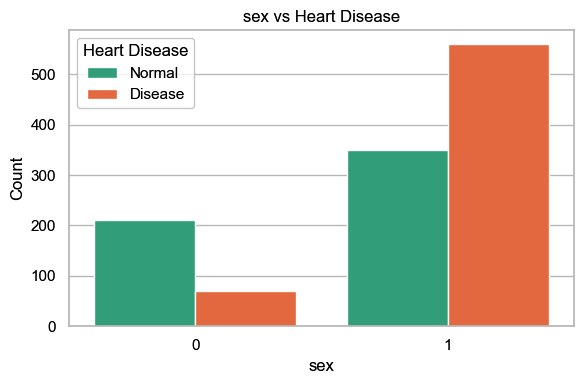 sex vs Heart Disease
Heart Disease
Normal
Disease
500
400
300
200
100
0
Count
0
1
sex